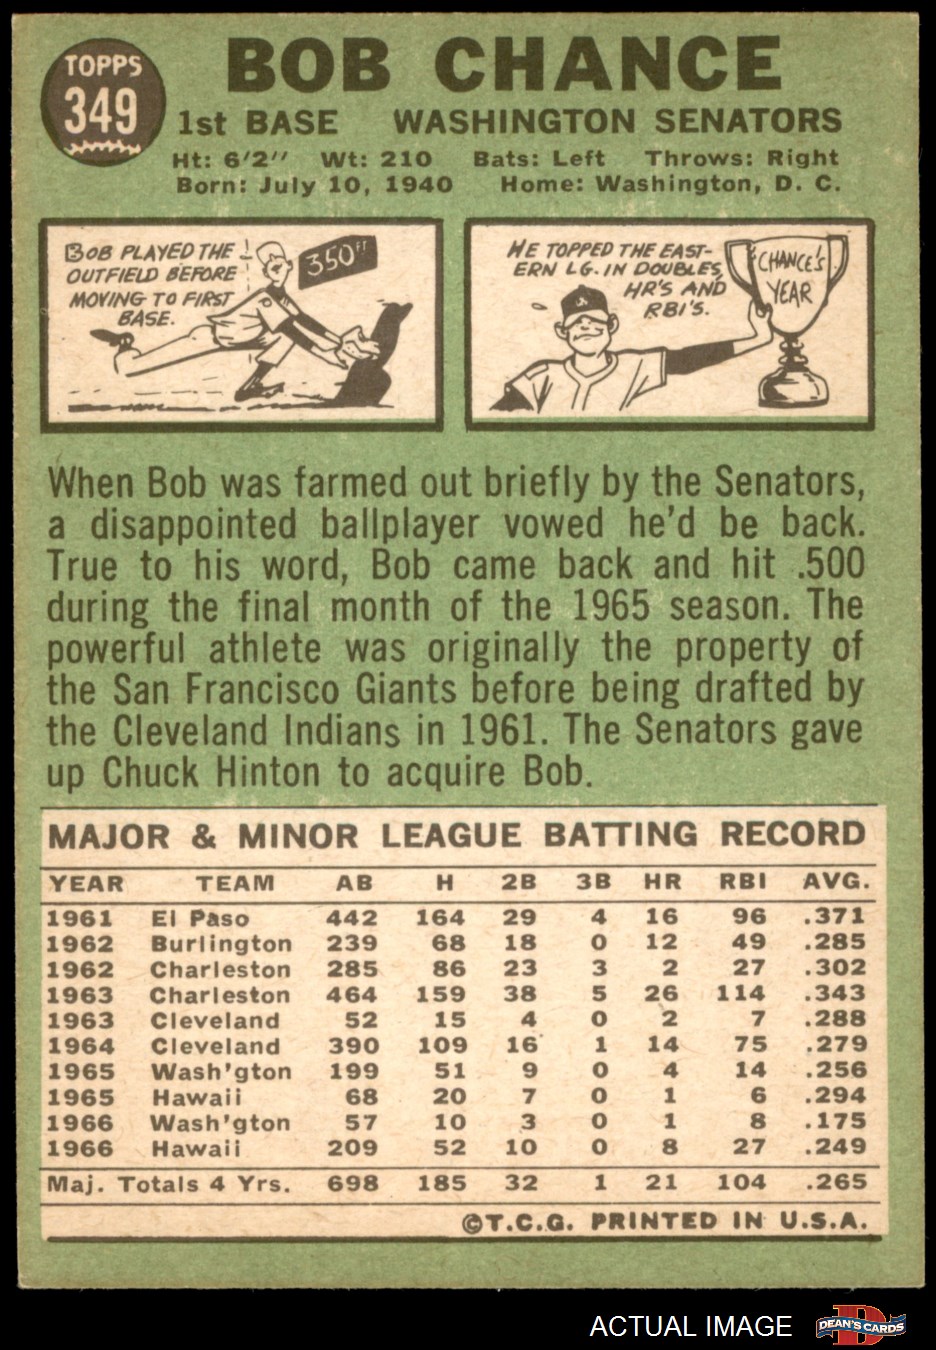 TOPPS
349
BOB CHANCE
1st BASE WASHINGTON SENATORS
Ht: 6'2" Wt: 210 Bats: Left Throws: Right
Born: July 10, 1940 Home: Washington, D. C.
BOB PLAYED THE
OUTFIELD BEFORE
MOVING TO FIRST
BASE.
350 FT
HE TOPPED THE EAST-
ERN LG. IN DOUBLES,
HR'S AND
RBI'S.
CHANCE'S
YEAR
When Bob was farmed out briefly by the Senators,
a disappointed ballplayer vowed he'd be back.
True to his word, Bob came back and hit .500
during the final month of the 1965 season. The
powerful athlete was originally the property of
the San Francisco Giants before being drafted by
the Cleveland Indians in 1961. The Senators gave
up Chuck Hinton to acquire Bob.
MAJOR & MINOR LEAGUE BATTING RECORD
YEAR TEAM AB H 2B 3B HR RBI AVG.
1961 El Paso 442 164 29 4 16 96 .371
1962 Burlington 239 68 18 0 12 49 .285
1962 Charleston 285 86 23 3 2 27 .302
1963 Charleston 464 159 38 5 26 114 .343
1963 Cleveland 52 15 4 0 2 7 .288
1964 Cleveland 390 109 16 1 14 75 .279
1965 Wash'gton 199 51 9 0 4 14 .256
1965 Hawaii 68 20 7 0 1 6 .294
1966 Wash'gton 57 10 3 0 1 8 .175
1966 Hawaii 209 52 10 0 8 27 .249
Maj. Totals 4 Yrs. 698 185 32 1 21 104 .265
©T.C.G. PRINTED IN U.S.A.
ACTUAL IMAGE
D
DEAN'S CARDS